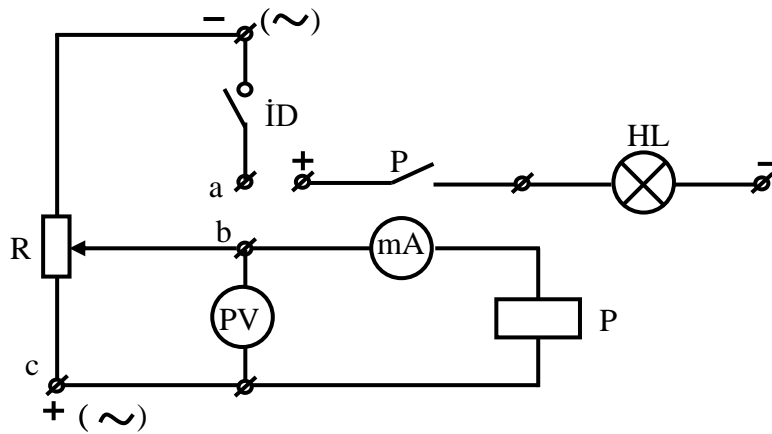 − (∼)
İD
HL
a + P −
b
R mA
PV P
c
+ (∼)